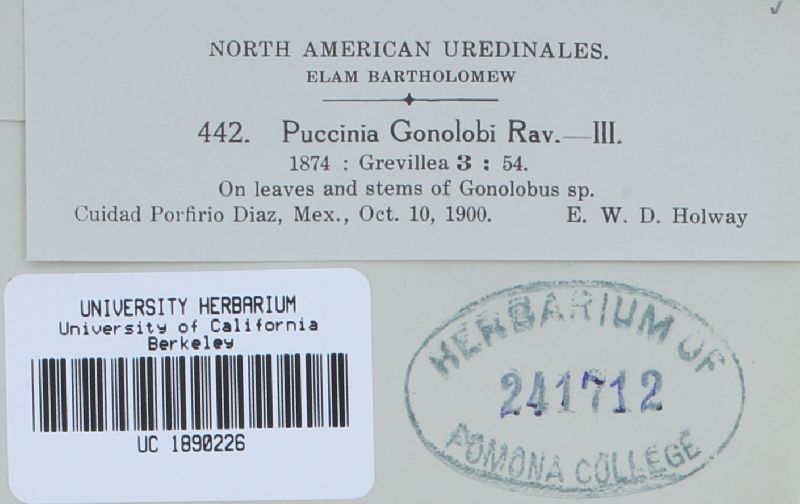 NORTH AMERICAN UREDINALES.
ELAM BARTHOLOMEW
442. Puccinia Gonolobi Rav.—III.
1874 : Grevillea 3 : 54.
On leaves and stems of Gonolobus sp.
Cuidad Porfirio Diaz, Mex., Oct. 10, 1900. E. W. D. Holway
UNIVERSITY HERBARIUM
University of California
Berkeley
UC 1890226
HERBARIUM OF
241712
POMONA COLLEGE